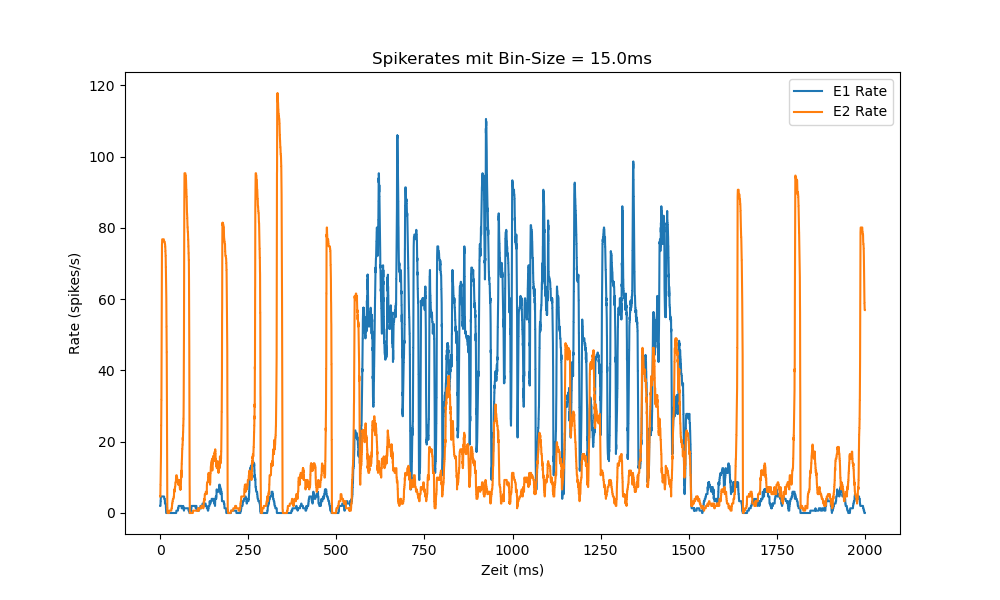 Spikerates mit Bin-Size = 15.0ms
E1 Rate
E2 Rate
120
100
80
60
40
20
0
Rate (spikes/s)
0 250 500 750 1000 1250 1500 1750 2000
Zeit (ms)